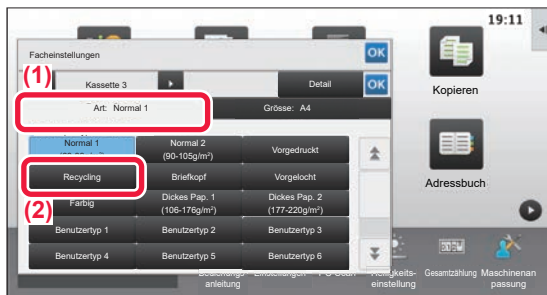 19:11
Facheinstellungen
OK
(1)
Kassette 3
Detail
OK
Art: Normal 1
Grösse: A4
Kopieren
Normal 1
Normal 2
(90-105g/m²)
Vorgedruckt
Recycling
Briefkopf
Vorgelocht
(2)
Farbig
Dickes Pap. 1
(106-176g/m²)
Dickes Pap. 2
(177-220g/m²)
Adressbuch
Benutzertyp 1
Benutzertyp 2
Benutzertyp 3
Benutzertyp 4
Benutzertyp 5
Benutzertyp 6
anleitung
einstellung
Gesamtzählung
Maschinenan
passung